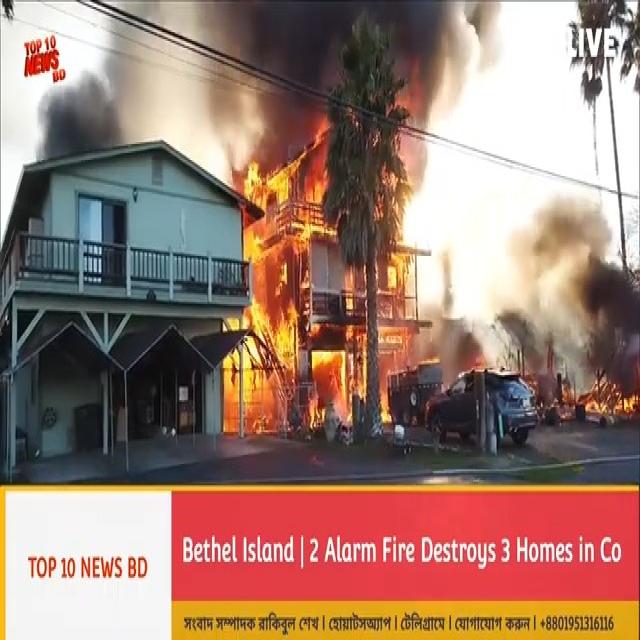 TOP 10
NEWS
BD
LIVE
TOP 10 NEWS BD
Bethel Island | 2 Alarm Fire Destroys 3 Homes in Co
সংবাদ সম্পাদক রাকিবুল শেখ | হোয়াটসঅ্যাপ | টেলিগ্রামে | যোগাযোগ করুন | +8801951316116